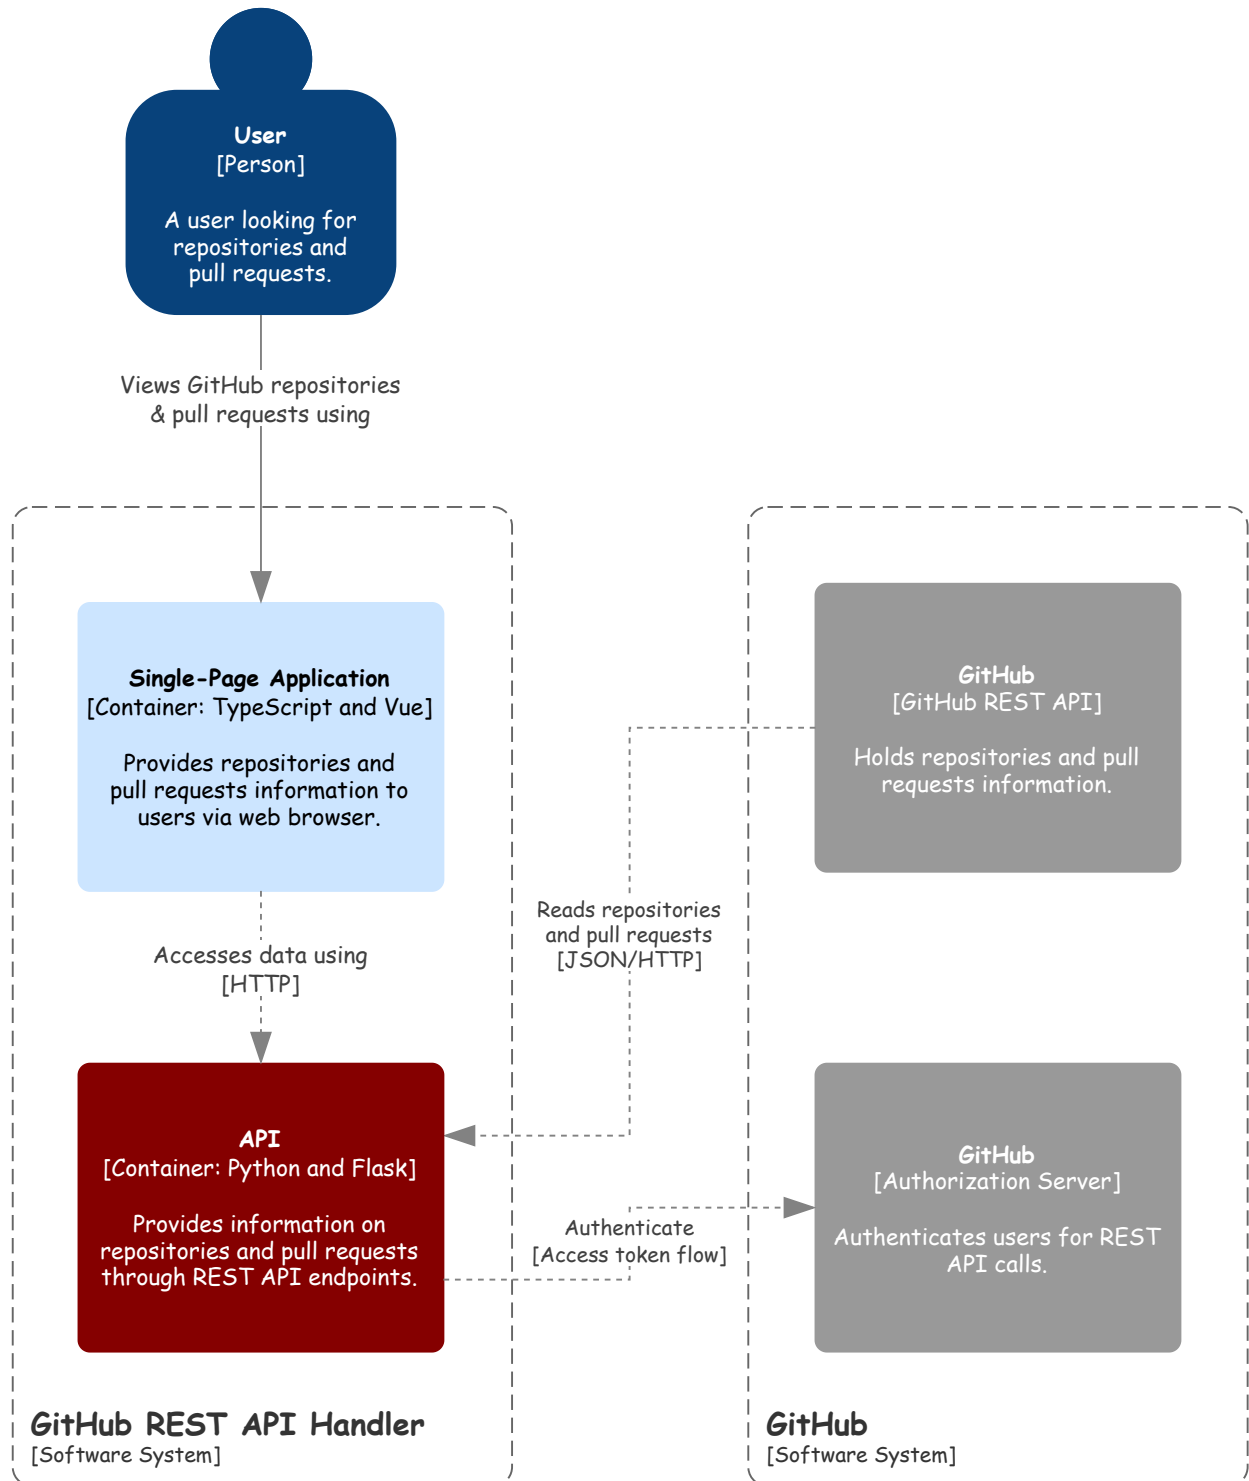 User
[Person]
A user looking for
repositories and
pull requests.
Views GitHub repositories
& pull requests using
Single-Page Application
[Container: TypeScript and Vue]
Provides repositories and
pull requests information to
users via web browser.
GitHub
[GitHub REST API]
Holds repositories and pull
requests information.
Reads repositories
and pull requests
[JSON/HTTP]
Accesses data using
[HTTP]
API
[Container: Python and Flask]
Provides information on
repositories and pull requests
through REST API endpoints.
Authenticate
[Access token flow]
GitHub
[Authorization Server]
Authenticates users for REST
API calls.
GitHub REST API Handler
[Software System]
GitHub
[Software System]